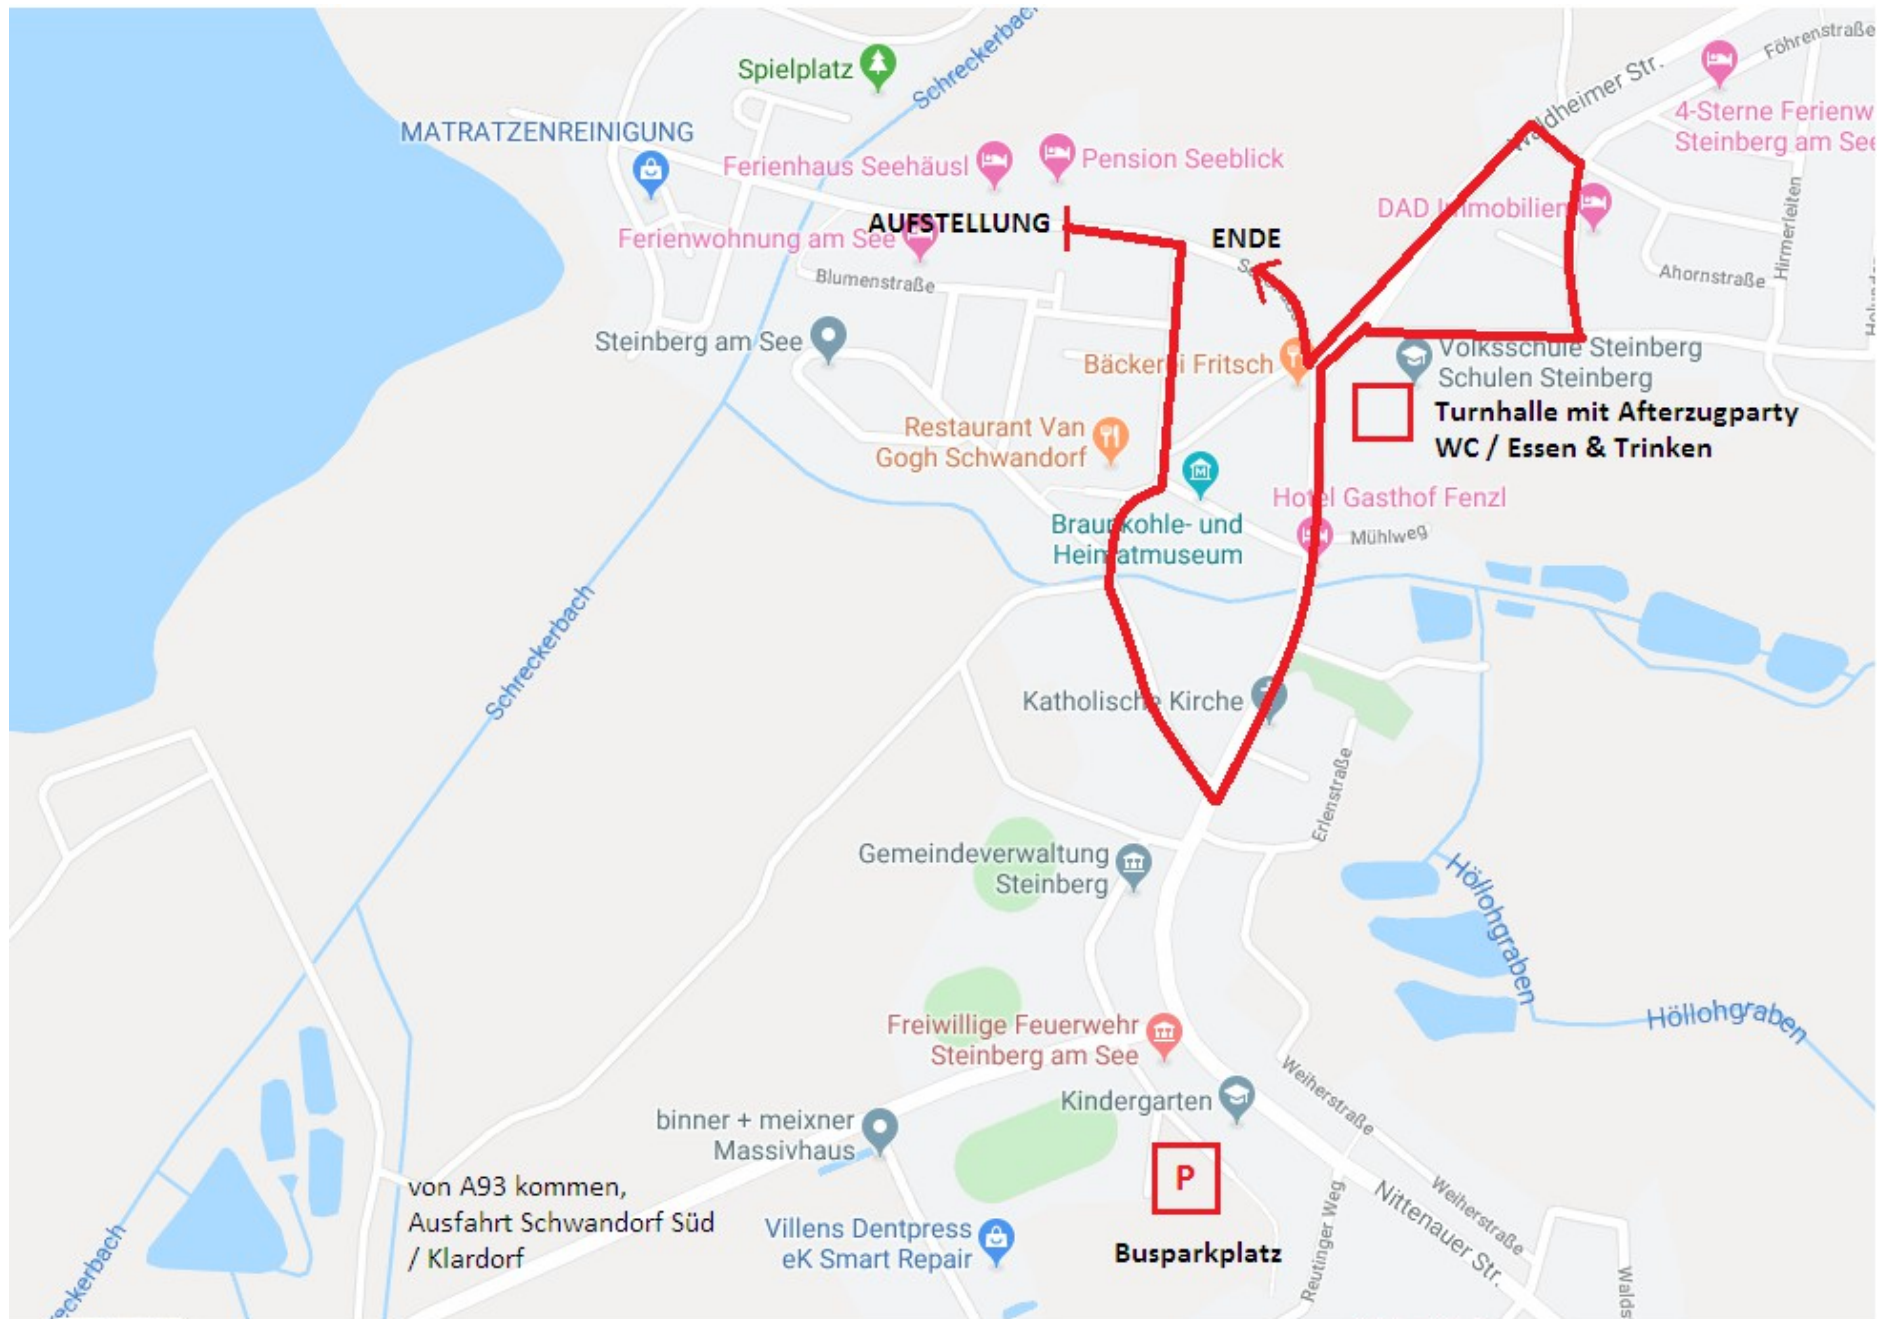 Schreckerbach
Föhrenstraße
Spielplatz
Waldheimer Str.
4-Sterne Ferienw
Steinberg am See
MATRATZENREINIGUNG
Ferienhaus Seehäusl
Pension Seeblick
DAD Immobilien
AUFSTELLUNG
ENDE
Ferienwohnung am See
Hirmerleiten
Blumenstraße
Ahornstraße
Steinberg am See
Bäckerei Fritsch
Volksschule Steinberg
Schulen Steinberg
Turnhalle mit Afterzugparty
WC / Essen & Trinken
Restaurant Van
Gogh Schwandorf
Hotel Gasthof Fenzl
Braunkohle- und
Heimatmuseum
Mühlweg
Schreckerbach
Katholische Kirche
Erlenstraße
Gemeindeverwaltung
Steinberg
Höllohgraben
Höllohgraben
Freiwillige Feuerwehr
Steinberg am See
Kindergarten
Weiherstraße
binner + meixner
Massivhaus
P
von A93 kommen,
Ausfahrt Schwandorf Süd
/ Klardorf
Villens Dentpress
eK Smart Repair
Busparkplatz
Reutinger Weg
Nittenauer Str.
Weiherstraße
Walds
reckerbach